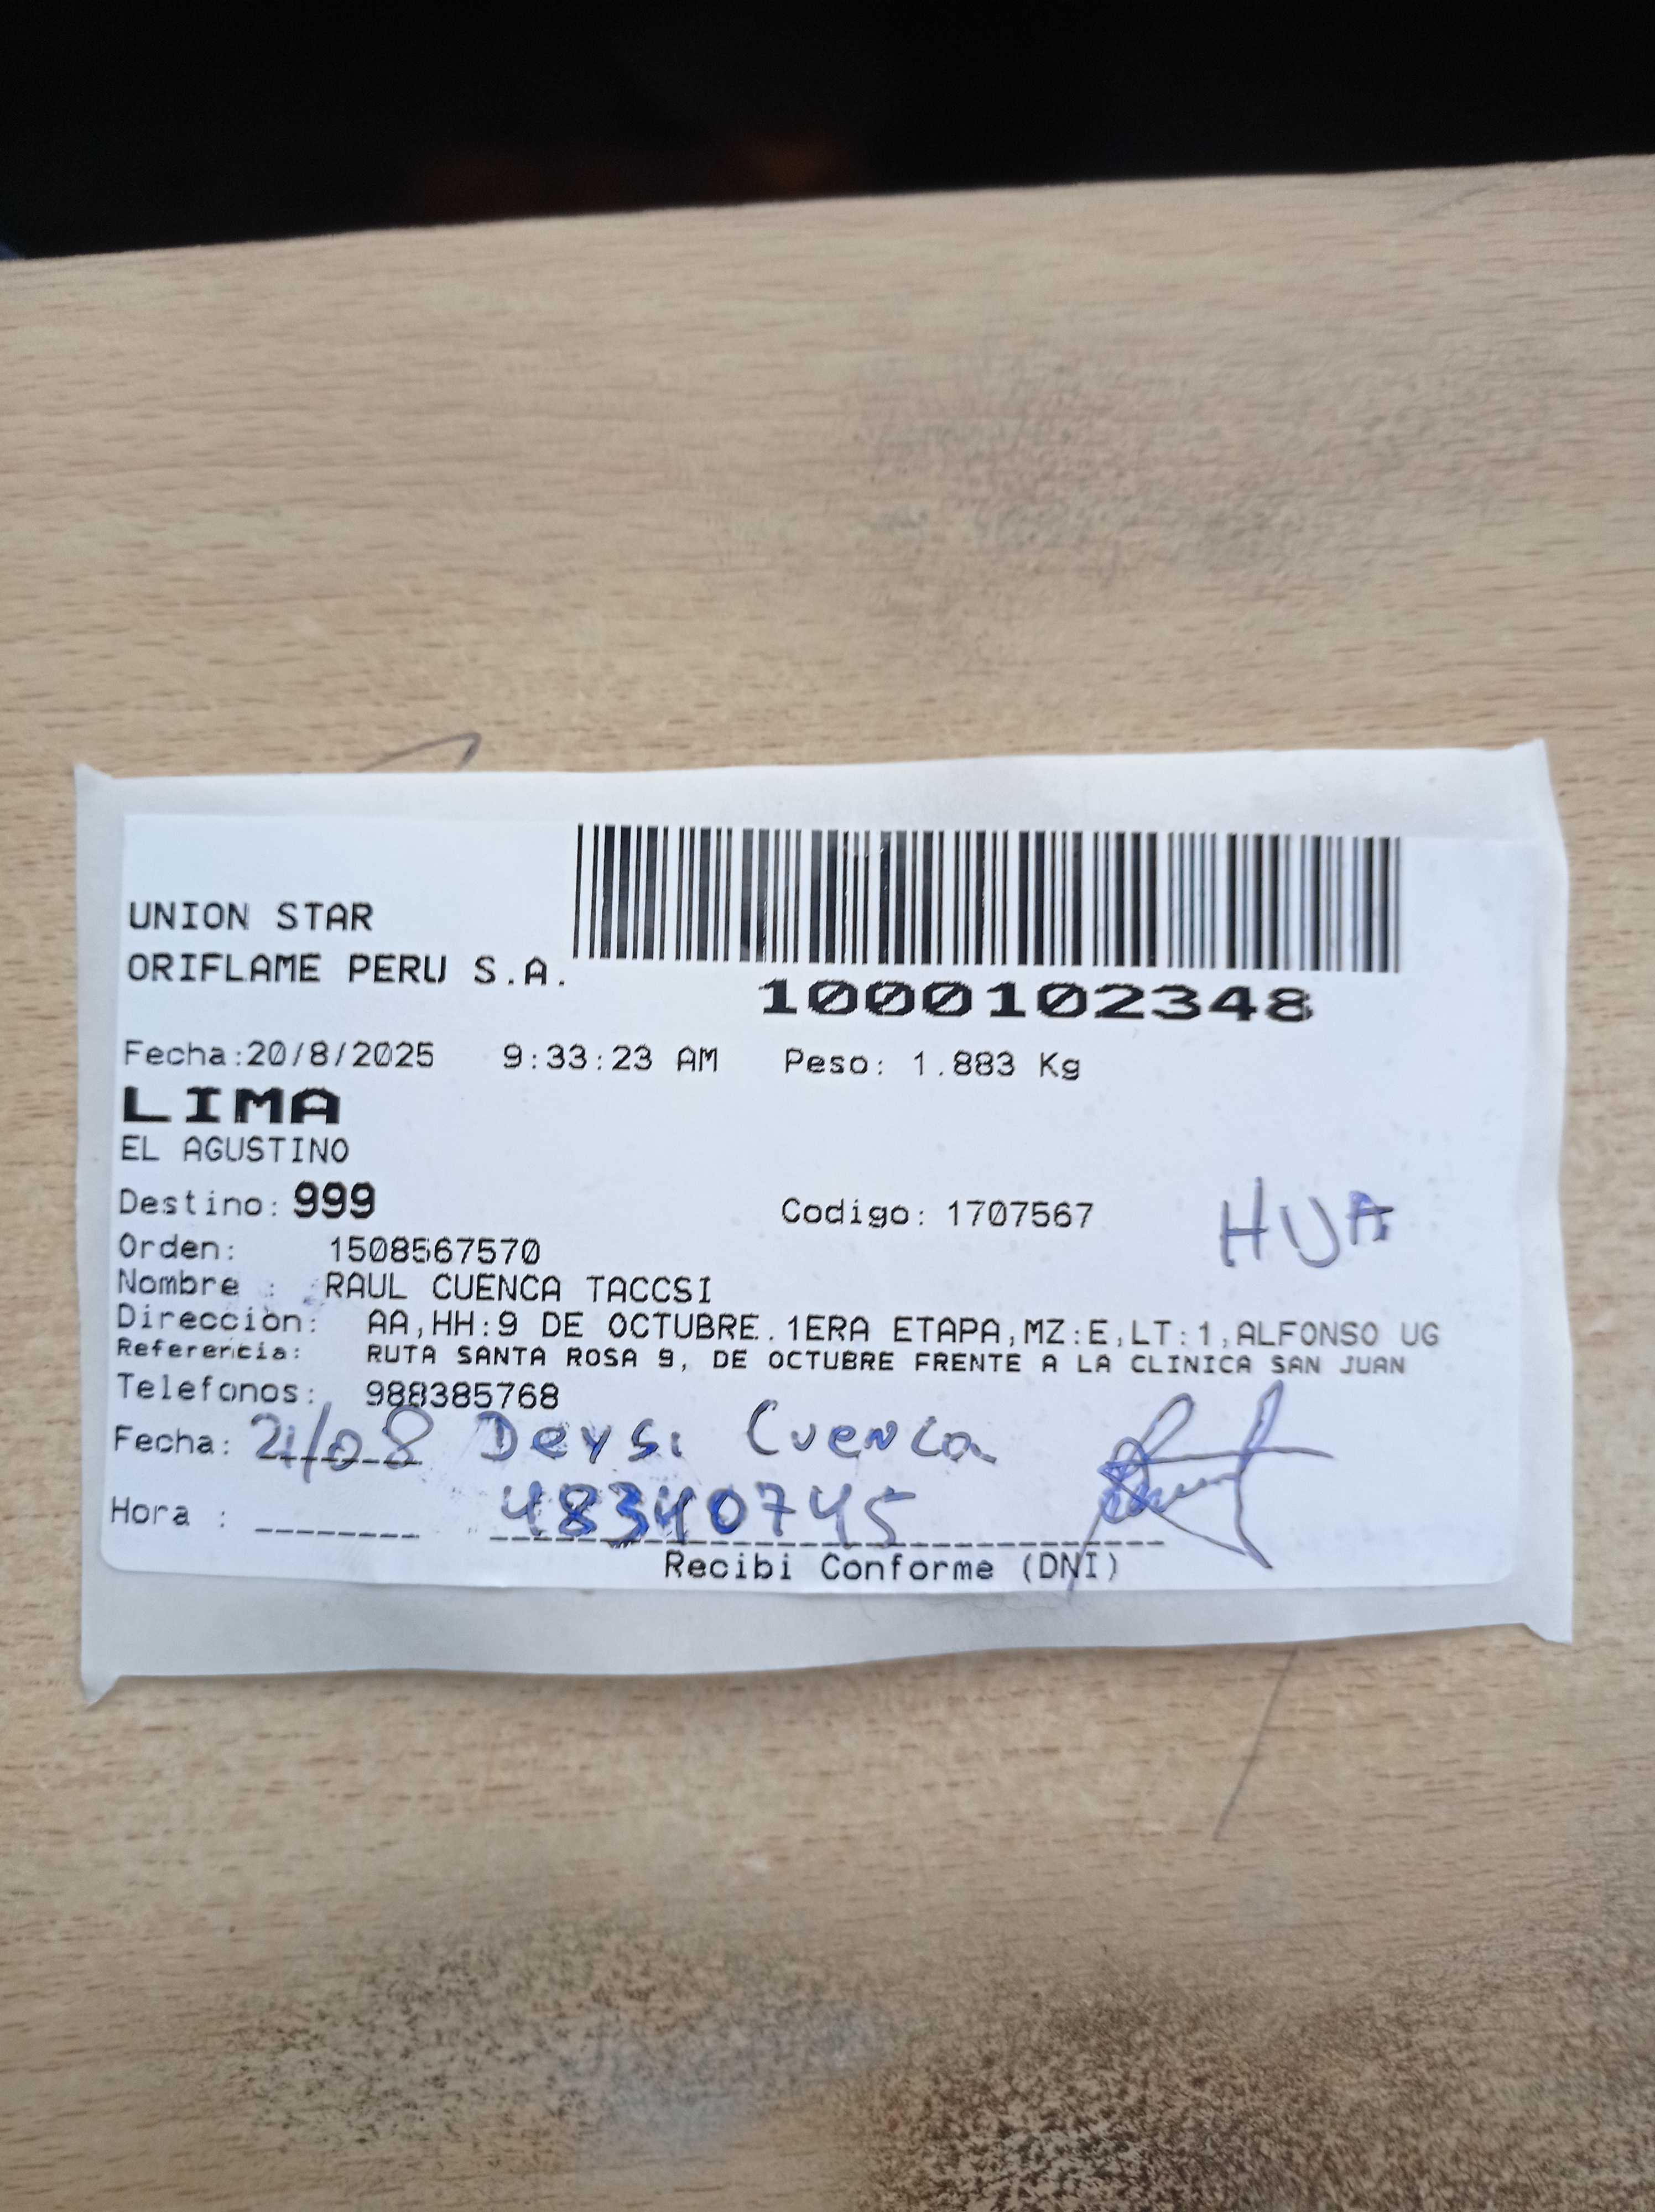 UNION STAR
ORIFLAME PERU S.A.
1000102348
Fecha:20/8/2025 9:33:23 AM Peso: 1.883 Kg
LIMA
EL AGUSTINO
Destino: 999 Codigo: 1707567 HUA
Orden: 1508567570
Nombre : RAUL CUENCA TACCSI
Dirección: AA,HH:9 DE OCTUBRE.1ERA ETAPA,MZ:E,LT:1,ALFONSO UG
Referencia: RUTA SANTA ROSA 9, DE OCTUBRE FRENTE A LA CLINICA SAN JUAN
Telefonos: 988385768
Fecha: 21/08 Deysi Cuenca
Hora : 48340745
Recibi Conforme (DNI)